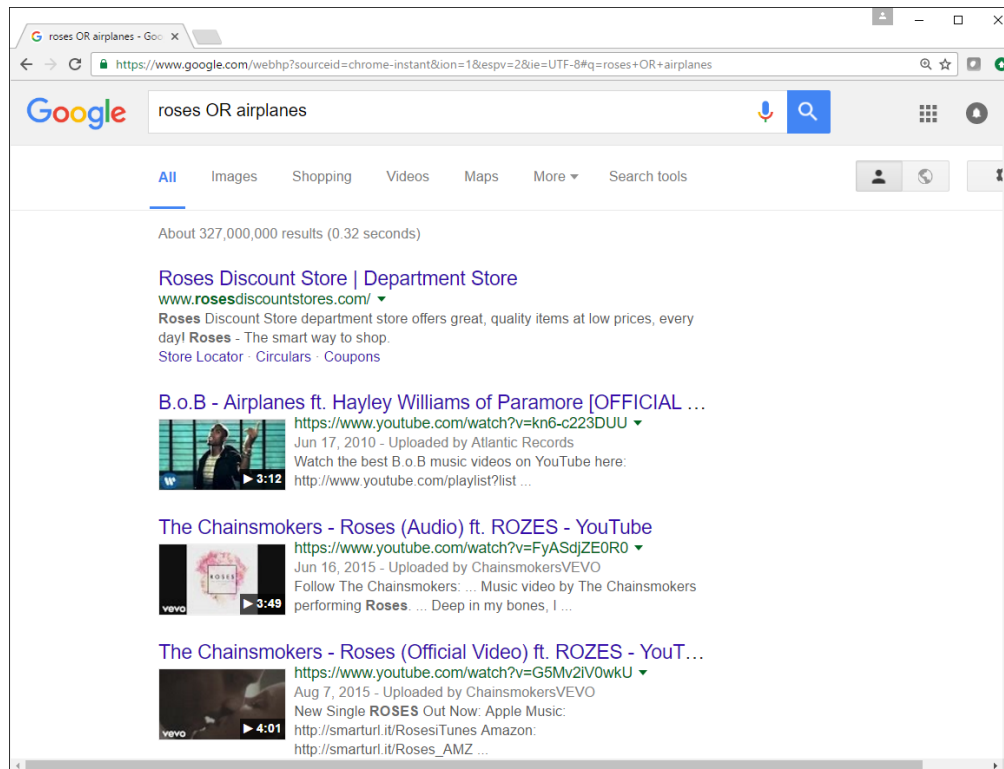 roses OR airplanes - Goo
https://www.google.com/webhp?sourceid=chrome-instant&ion=1&espv=2&ie=UTF-8#q=roses+OR+airplanes
Google
roses OR airplanes
All Images Shopping Videos Maps More Search tools
About 327,000,000 results (0.32 seconds)
Roses Discount Store | Department Store
www.rosesdiscountstores.com/
Roses Discount Store department store offers great, quality items at low prices, every
day! Roses - The smart way to shop.
Store Locator · Circulars · Coupons
B.o.B - Airplanes ft. Hayley Williams of Paramore [OFFICIAL ...
https://www.youtube.com/watch?v=kn6-c223DUU
Jun 17, 2010 - Uploaded by Atlantic Records
Watch the best B.o.B music videos on YouTube here:
3:12
http://www.youtube.com/playlist?list ...
The Chainsmokers - Roses (Audio) ft. ROZES - YouTube
https://www.youtube.com/watch?v=FyASdjZE0R0
Jun 16, 2015 - Uploaded by ChainsmokersVEVO
ROSES
Follow The Chainsmokers: ... Music video by The Chainsmokers
vevo 3:49
performing Roses. ... Deep in my bones, I ...
The Chainsmokers - Roses (Official Video) ft. ROZES - YouT...
https://www.youtube.com/watch?v=G5Mv2iV0wkU
Aug 7, 2015 - Uploaded by ChainsmokersVEVO
New Single ROSES Out Now: Apple Music:
vevo 4:01
http://smarturl.it/RosesiTunes Amazon:
http://smarturl.it/Roses_AMZ ...